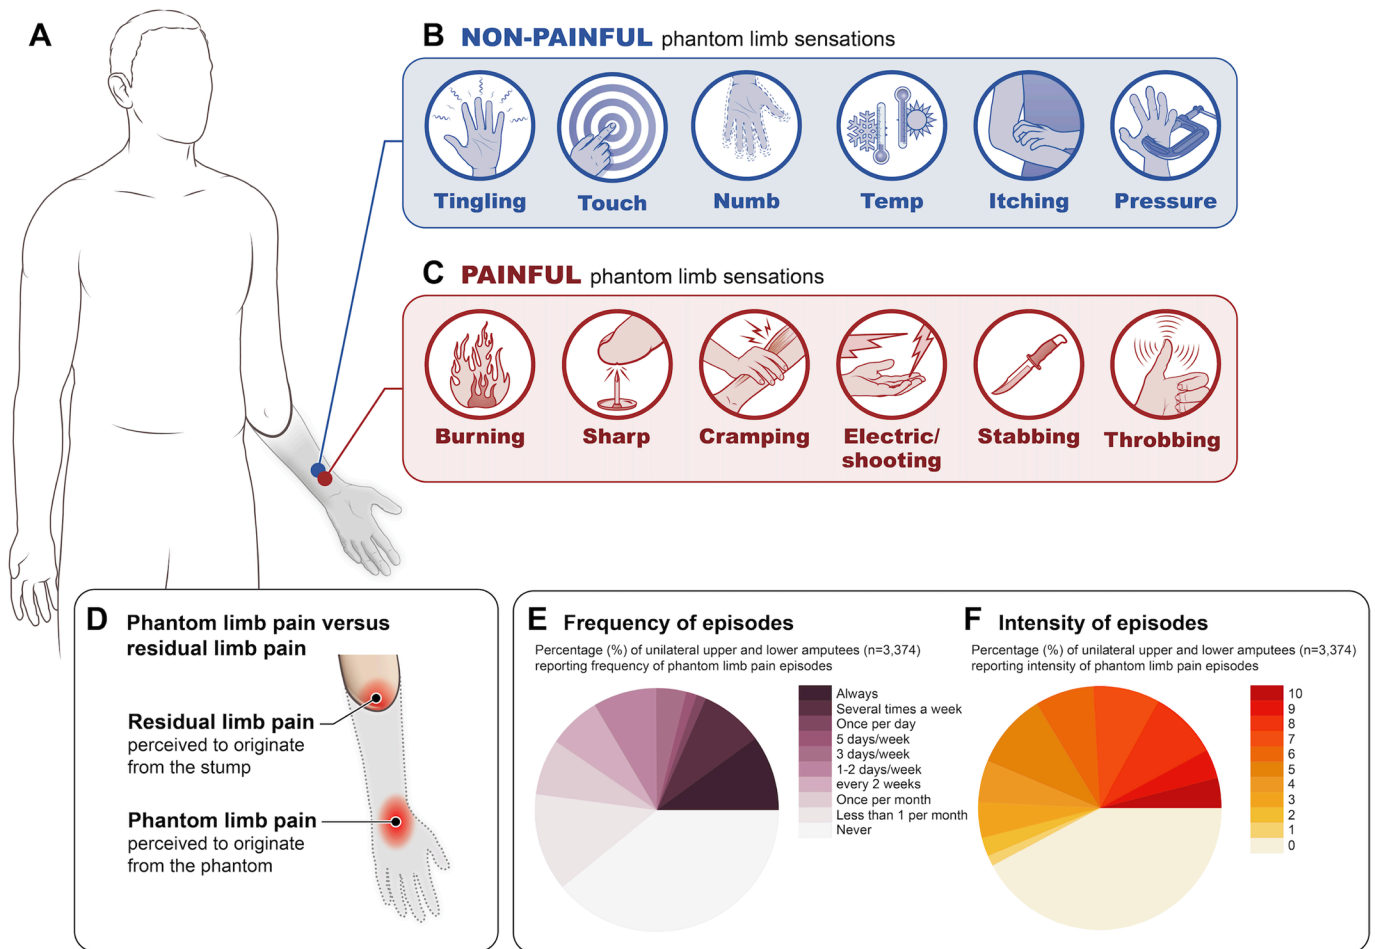 A
B NON-PAINFUL phantom limb sensations
Tingling
Touch
Numb
Temp
Itching
Pressure
C PAINFUL phantom limb sensations
Burning
Sharp
Cramping
Electric/
shooting
Stabbing
Throbbing
D Phantom limb pain versus
residual limb pain
Residual limb pain
perceived to originate
from the stump
Phantom limb pain
perceived to originate
from the phantom
E Frequency of episodes
Percentage (%) of unilateral upper and lower amputees (n=3,374)
reporting frequency of phantom limb pain episodes
Always
Several times a week
Once per day
5 days/week
3 days/week
1-2 days/week
every 2 weeks
Once per month
Less than 1 per month
Never
F Intensity of episodes
Percentage (%) of unilateral upper and lower amputees (n=3,374)
reporting intensity of phantom limb pain episodes
10
9
8
7
6
5
4
3
2
1
0